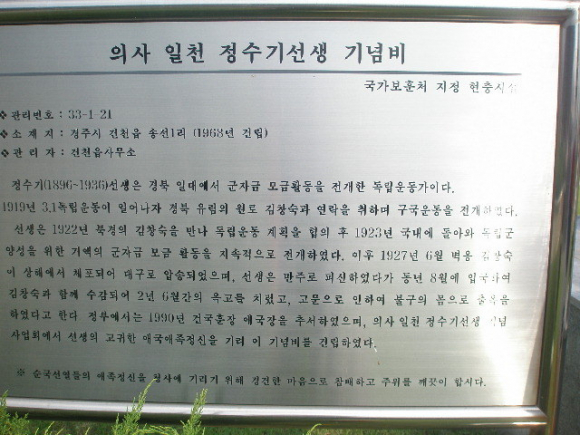 의사 일천 정수기선생 기념비
국가보훈처 지정 현충시설
❖ 관리번호 : 33-1-21
❖ 소 재 지 : 경주시 건천읍 송선1리 (1968년 건립)
❖ 관 리 자 : 건천읍사무소
정수기(1896-1936)선생은 경북 일대에서 군자금 모금활동을 전개한 독립운동가이다.
1919년 3.1독립운동이 일어나자 경북 유림의 원로 김창숙과 연락을 취하며 구국운동을 전개하였다.
선생은 1922년 북경의 김창숙을 만나 독립운동 계획을 협의 후 1923년 국내에 돌아와 독립군
양성을 위한 거액의 군자금 모금 활동을 지속적으로 전개하였다. 이후 1927년 6월 벽옹 김창숙
이 상해에서 체포되어 대구로 압송되었으며, 선생은 만주로 피신하였다가 동년 8월에 입국하여
김창숙과 함께 수감되어 2년 6월간의 옥고를 치렀고, 고문으로 인하여 불구의 몸으로 출옥을
하였다고 한다 정부에서는 1990년 건국훈장 애국장을 추서하였으며, 의사 일천 정수기선생 기념
사업회에서 선생의 고귀한 애국애족정신을 기려 이 기념비를 건립하였다.
※ 순국선열들의 애족정신을 영사에 기리기 위해 경건한 마음으로 참배하고 주위를 깨끗이 합시다.